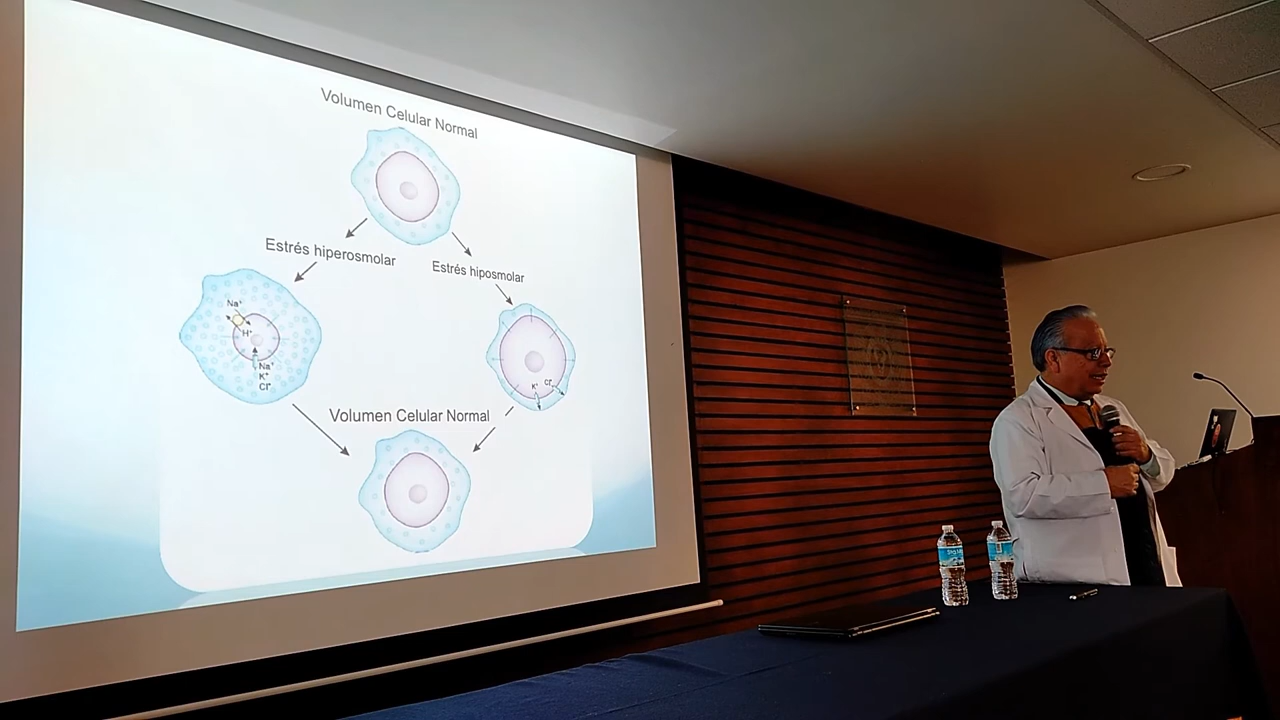 Volumen Celular Normal
Estrés hiperosmolar
Estrés hiposmolar
Na⁺
H⁺
Na⁺
K⁺
Cl⁻
K⁺
Cl⁻
Volumen Celular Normal